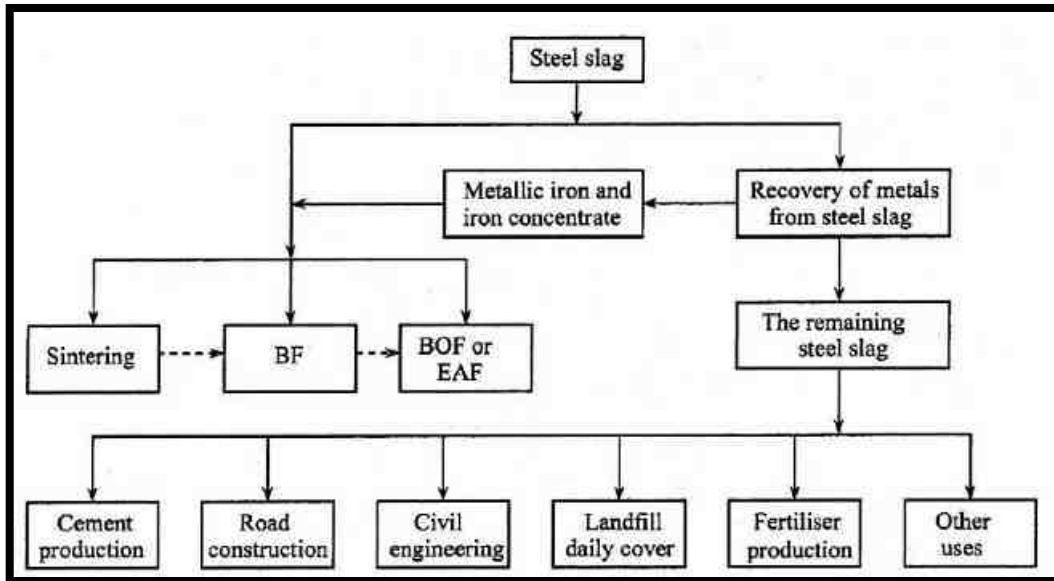 Steel slag
Metallic iron and
iron concentrate
Recovery of metals
from steel slag
Sintering
BF
BOF or
EAF
The remaining
steel slag
Cement
production
Road
construction
Civil
engineering
Landfill
daily cover
Fertiliser
production
Other
uses